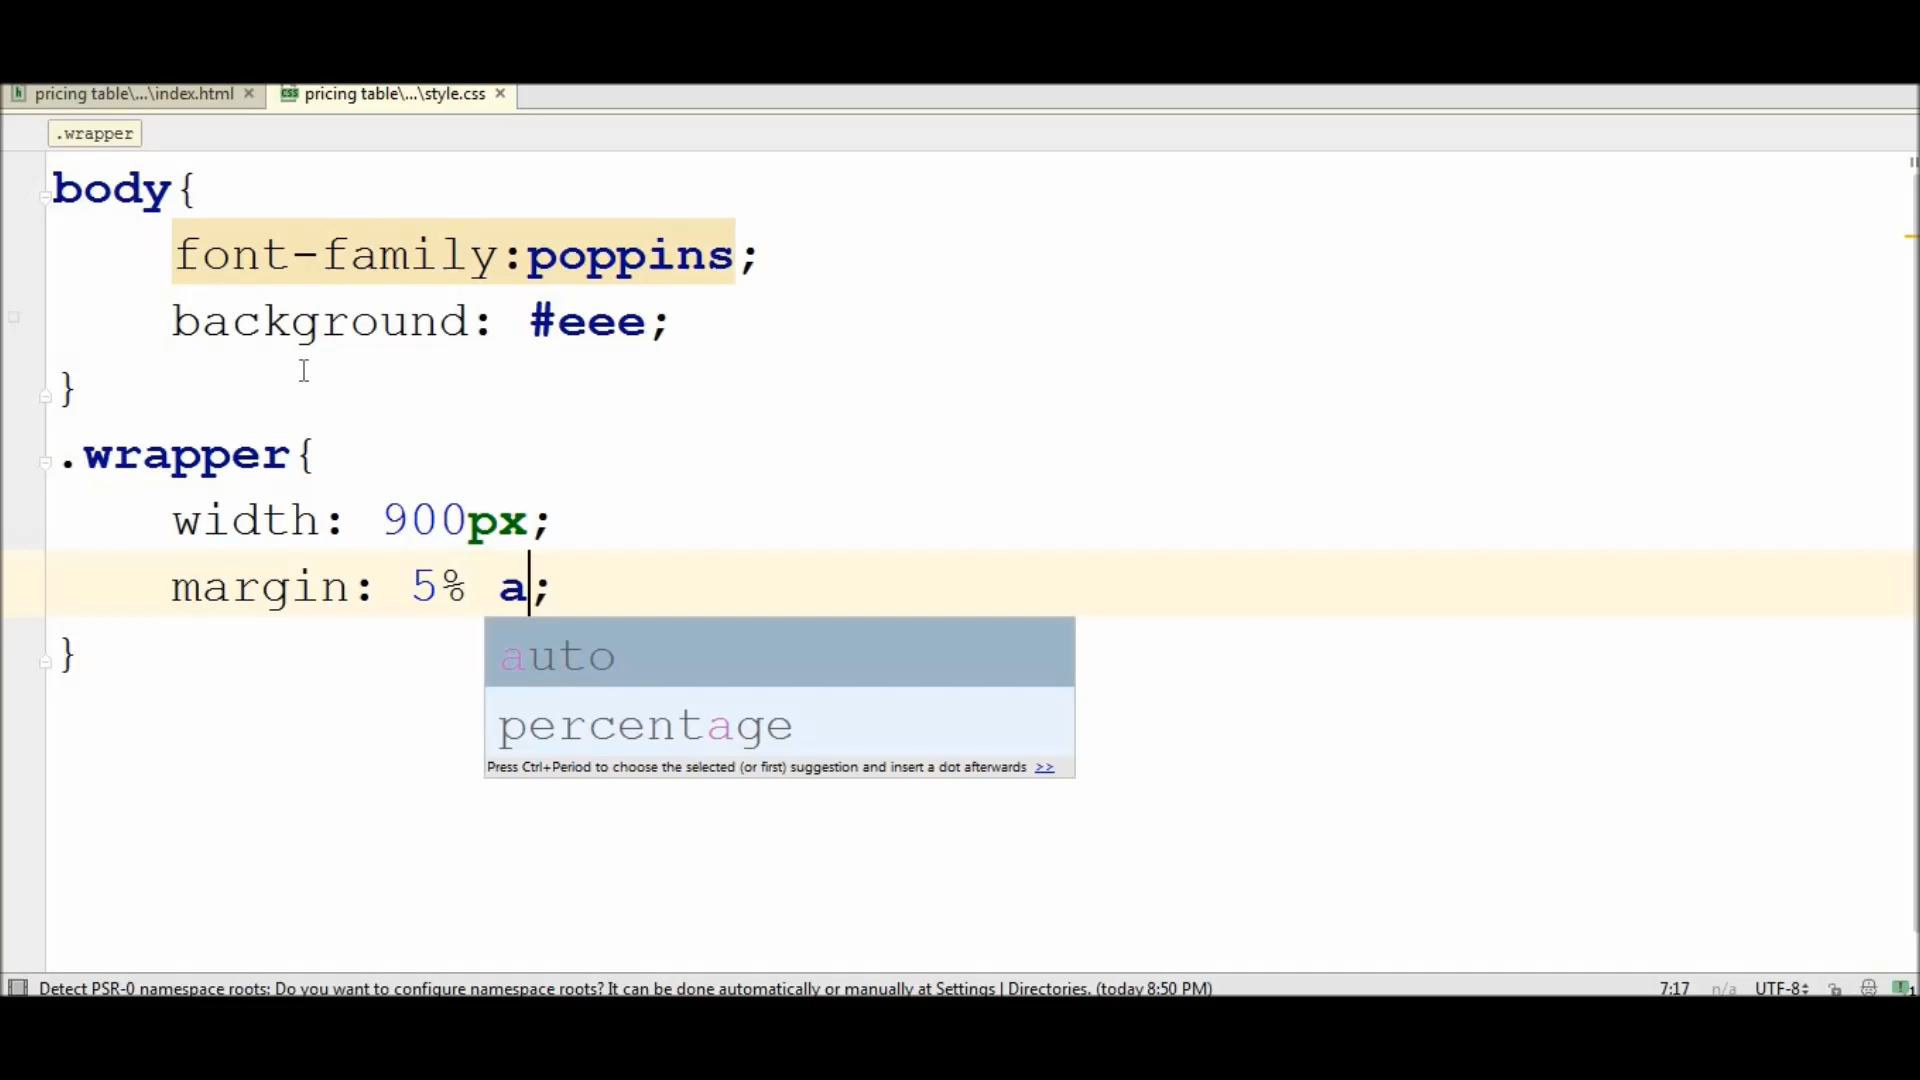 pricing table\...\index.html
pricing table\...\style.css
.wrapper
body{
font-family:poppins;
background: #eee;
}
.wrapper{
width: 900px;
margin: 5% a;
}
auto
percentage
Press Ctrl+Period to choose the selected (or first) suggestion and insert a dot afterwards >>
Detect PSR-0 namespace roots: Do you want to configure namespace roots? It can be done automatically or manually at Settings | Directories. (today 8:50 PM) 7:17 n/a UTF-8 1